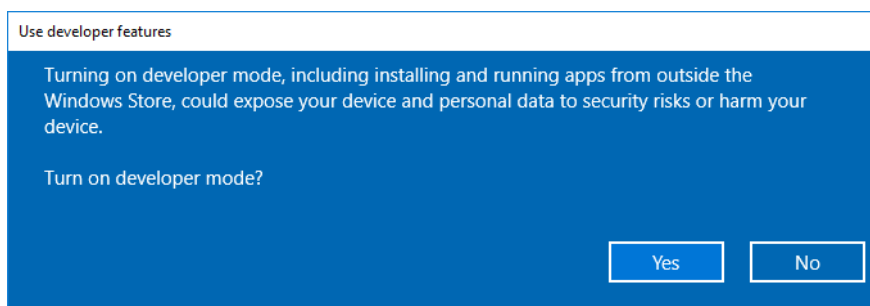 Use developer features
Turning on developer mode, including installing and running apps from outside the
Windows Store, could expose your device and personal data to security risks or harm your
device.
Turn on developer mode?
Yes
No